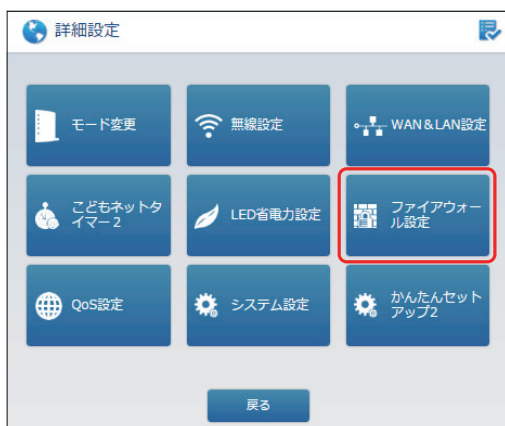 詳細設定
モード変更
無線設定
WAN&LAN設定
こどもネットタ
イマー2
LED省電力設定
ファイアウォー
ル設定
QoS設定
システム設定
かんたんセット
アップ2
戻る